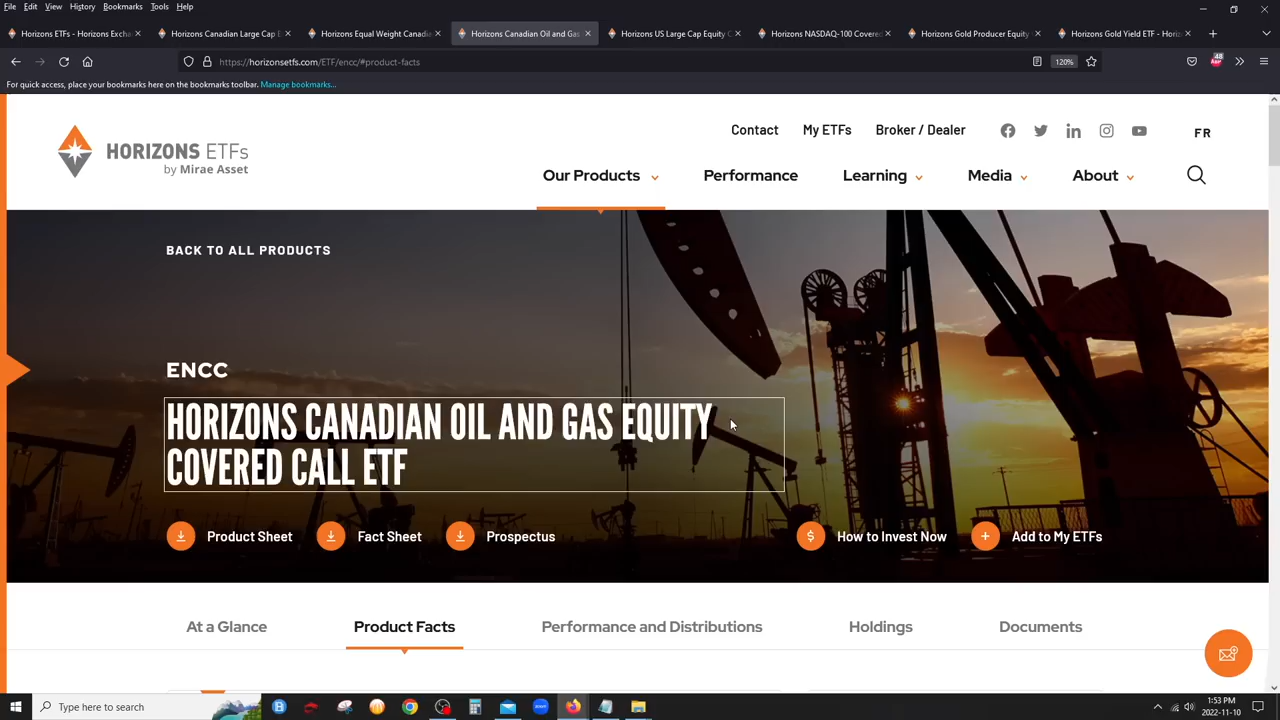 File Edit View History Bookmarks Tools Help
Horizons ETFs - Horizons Excha
Horizons Canadian Large Cap E
Horizons Equal Weight Canadia
Horizons Canadian Oil and Gas
Horizons US Large Cap Equity C
Horizons NASDAQ-100 Covered
Horizons Gold Producer Equity
Horizons Gold Yield ETF - Hori
https://horizonsetfs.com/ETF/encc/#product-facts
120%
48
For quick access, place your bookmarks here on the bookmarks toolbar. Manage bookmarks...
Contact My ETFs Broker / Dealer
FR
HORIZONS ETFs
by Mirae Asset
Our Products Performance Learning Media About
BACK TO ALL PRODUCTS
ENCC
HORIZONS CANADIAN OIL AND GAS EQUITY
COVERED CALL ETF
Product Sheet Fact Sheet Prospectus $ How to Invest Now + Add to My ETFs
At a Glance Product Facts Performance and Distributions Holdings Documents
Type here to search
1:53 PM
2022-11-10